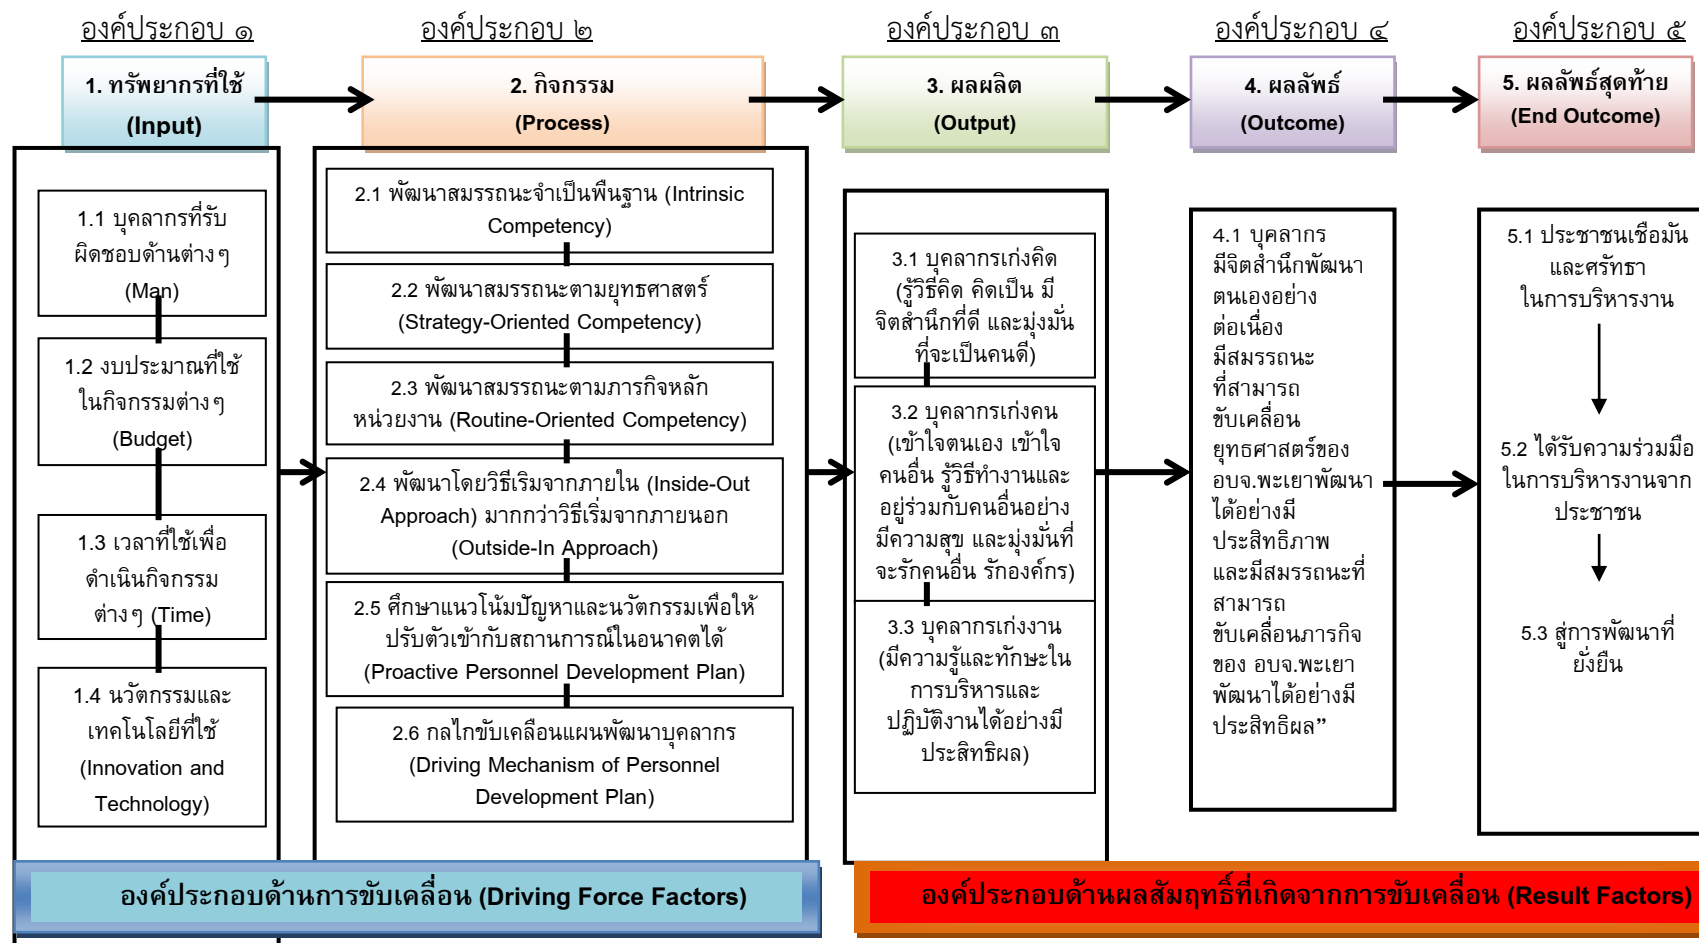 องค์ประกอบ ๑
องค์ประกอบ ๒
องค์ประกอบ ๓
องค์ประกอบ ๔
องค์ประกอบ ๕
1. ทรัพยากรที่ใช้
(Input)
2. กิจกรรม
(Process)
3. ผลผลิต
(Output)
4. ผลลัพธ์
(Outcome)
5. ผลลัพธ์สุดท้าย
(End Outcome)
1.1 บุคลากรที่รับ
ผิดชอบด้านต่างๆ
(Man)
1.2 งบประมาณที่ใช้
ในกิจกรรมต่างๆ
(Budget)
1.3 เวลาที่ใช้เพื่อ
ดำเนินกิจกรรม
ต่างๆ (Time)
1.4 นวัตกรรมและ
เทคโนโลยีที่ใช้
(Innovation and
Technology)
2.1 พัฒนาสมรรถนะจำเป็นพื้นฐาน (Intrinsic
Competency)
2.2 พัฒนาสมรรถนะตามยุทธศาสตร์
(Strategy-Oriented Competency)
2.3 พัฒนาสมรรถนะตามภารกิจหลัก
หน่วยงาน (Routine-Oriented Competency)
2.4 พัฒนาโดยวิธีเริ่มจากภายใน (Inside-Out
Approach) มากกว่าวิธีเริ่มจากภายนอก
(Outside-In Approach)
2.5 ศึกษาแนวโน้มปัญหาและนวัตกรรมเพื่อให้
ปรับตัวเข้ากับสถานการณ์ในอนาคตได้
(Proactive Personnel Development Plan)
2.6 กลไกขับเคลื่อนแผนพัฒนาบุคลากร
(Driving Mechanism of Personnel
Development Plan)
3.1 บุคลากรเก่งคิด
(รู้วิธีคิด คิดเป็น มี
จิตสำนึกที่ดี และมุ่งมั่น
ที่จะเป็นคนดี)
3.2 บุคลากรเก่งคน
(เข้าใจตนเอง เข้าใจ
คนอื่น รู้วิธีทำงานและ
อยู่ร่วมกับคนอื่นอย่าง
มีความสุข และมุ่งมั่นที่
จะรักคนอื่น รักองค์กร)
3.3 บุคลากรเก่งงาน
(มีความรู้และทักษะใน
การบริหารและ
ปฏิบัติงานได้อย่างมี
ประสิทธิผล)
4.1 บุคลากร
มีจิตสำนึกพัฒนา
ตนเองอย่าง
ต่อเนื่อง
มีสมรรถนะ
ที่สามารถ
ขับเคลื่อน
ยุทธศาสตร์ของ
อบจ.พะเยาพัฒนา
ได้อย่างมี
ประสิทธิภาพ
และมีสมรรถนะที่
สามารถ
ขับเคลื่อนภารกิจ
ของ อบจ.พะเยา
พัฒนาได้อย่างมี
ประสิทธิผล”
5.1 ประชาชนเชื่อมั่น
และศรัทธา
ในการบริหารงาน
5.2 ได้รับความร่วมมือ
ในการบริหารงานจาก
ประชาชน
5.3 สู่การพัฒนาที่
ยั่งยืน
องค์ประกอบด้านการขับเคลื่อน (Driving Force Factors)
องค์ประกอบด้านผลสัมฤทธิ์ที่เกิดจากการขับเคลื่อน (Result Factors)